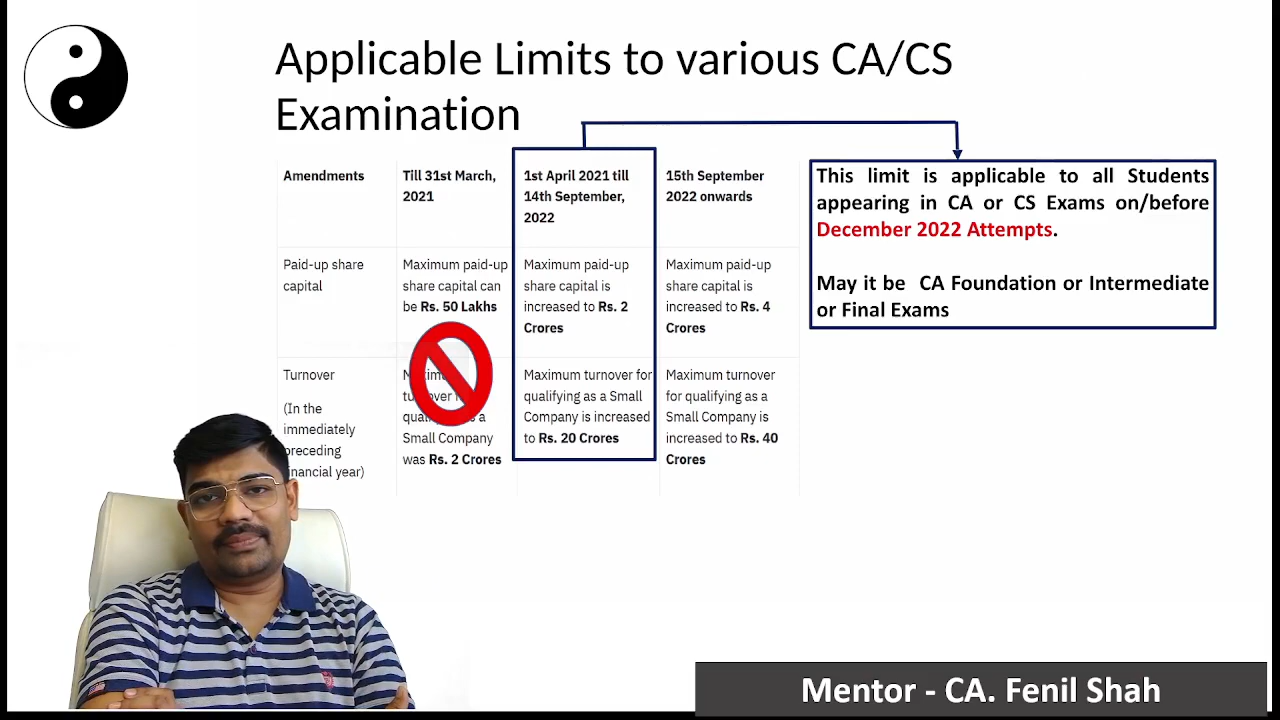 Applicable Limits to various CA/CS
Examination
Amendments
Till 31st March,
2021
1st April 2021 till
14th September,
2022
15th September
2022 onwards
Paid-up share
capital
Maximum paid-up
share capital can
be Rs. 50 Lakhs
Maximum paid-up
share capital is
increased to Rs. 2
Crores
Maximum paid-up
share capital is
increased to Rs. 4
Crores
Turnover
(In the
immediately
preceding
financial year)
Small Company
was Rs. 2 Crores
Maximum turnover for
qualifying as a Small
Company is increased
to Rs. 20 Crores
Maximum turnover
for qualifying as a
Small Company is
increased to Rs. 40
Crores
This limit is applicable to all Students
appearing in CA or CS Exams on/before
December 2022 Attempts.
May it be CA Foundation or Intermediate
or Final Exams
Mentor - CA. Fenil Shah